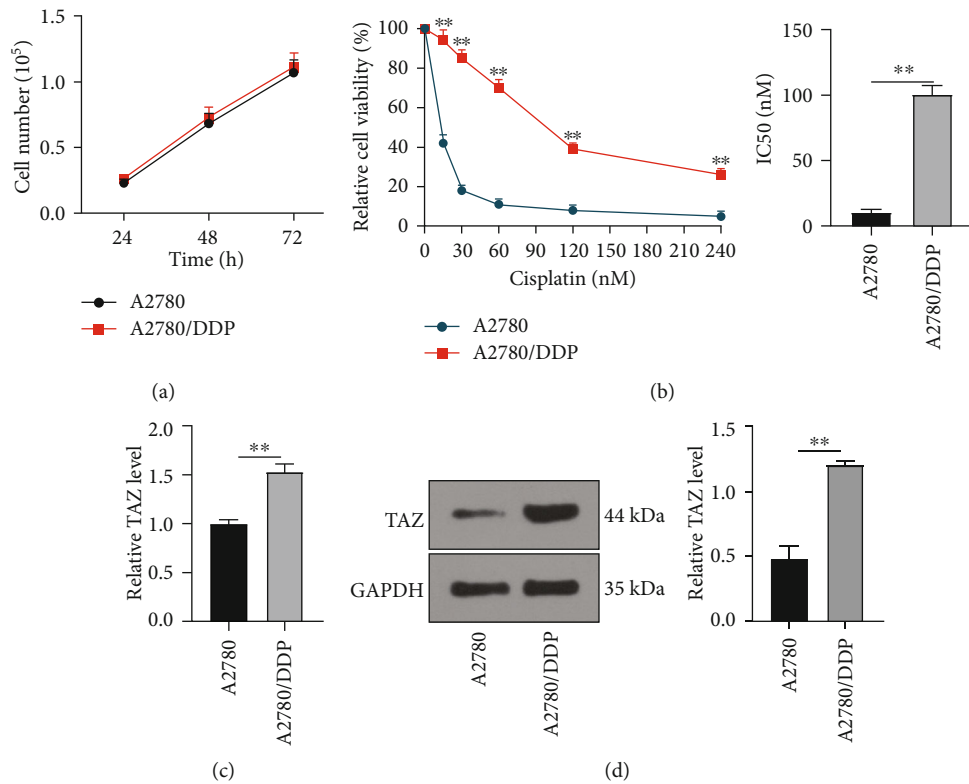 Cell number (10⁵)
1.5
1.0
0.5
0.0
24
48
72
Time (h)
A2780
A2780/DDP
(a)
Relative cell viability (%)
100
80
60
40
20
0
** ** ** ** ** **
0 30 60 90 120 150 180 210 240
Cisplatin (nM)
A2780
A2780/DDP
IC50 (nM)
150
100
50
0
**
A2780
A2780/DDP
(b)
Relative TAZ level
2.0
1.5
1.0
0.5
0.0
**
A2780
A2780/DDP
(c)
TAZ
44 kDa
GAPDH
35 kDa
A2780
A2780/DDP
Relative TAZ level
1.5
1.0
0.5
0.0
**
A2780
A2780/DDP
(d)